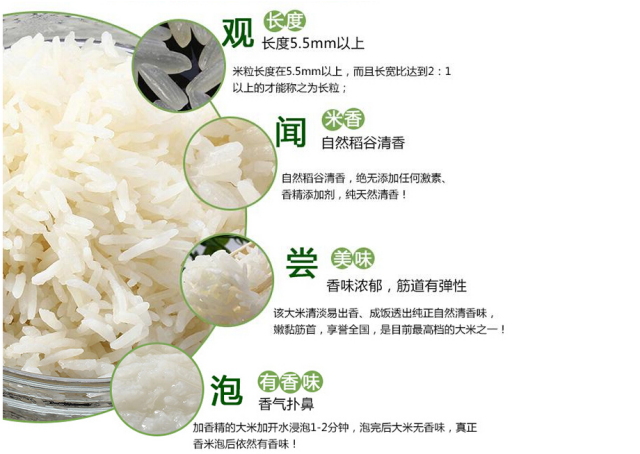 观 长度
长度5.5mm以上
米粒长度在5.5mm以上，而且长宽比达到2：1
以上的才能称之为长粒；
闻 米香
自然稻谷清香
自然稻谷清香，绝无添加任何激素、
香精添加剂，纯天然清香！
尝 美味
香味浓郁，筋道有弹性
该大米清淡易出香、成饭透出纯正自然清香味，
嫩黏筋首，享誉全国，是目前最高档的大米之一！
泡 有香味
香气扑鼻
加香精的大米加开水浸泡1-2分钟，泡完后大米无香味，真正
香米泡后依然有香味！